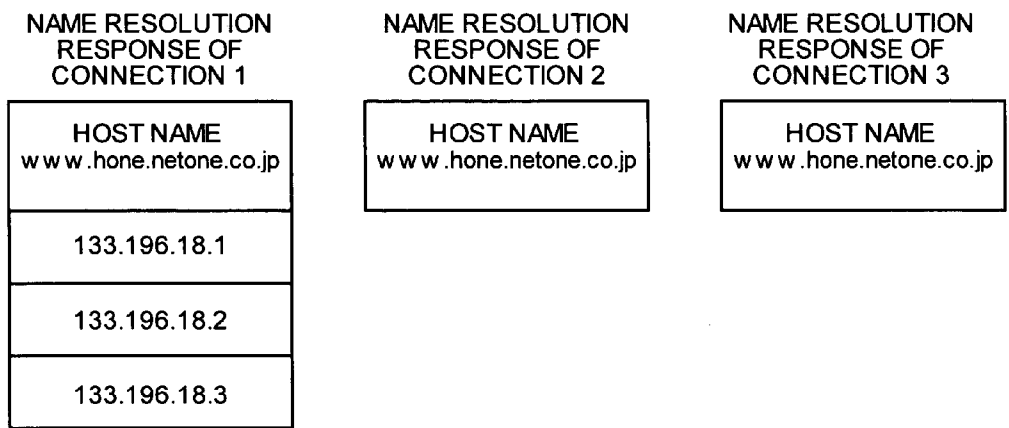 NAME RESOLUTION
RESPONSE OF
CONNECTION 1
HOST NAME
www.hone.netone.co.jp
133.196.18.1
133.196.18.2
133.196.18.3
NAME RESOLUTION
RESPONSE OF
CONNECTION 2
HOST NAME
www.hone.netone.co.jp
NAME RESOLUTION
RESPONSE OF
CONNECTION 3
HOST NAME
www.hone.netone.co.jp